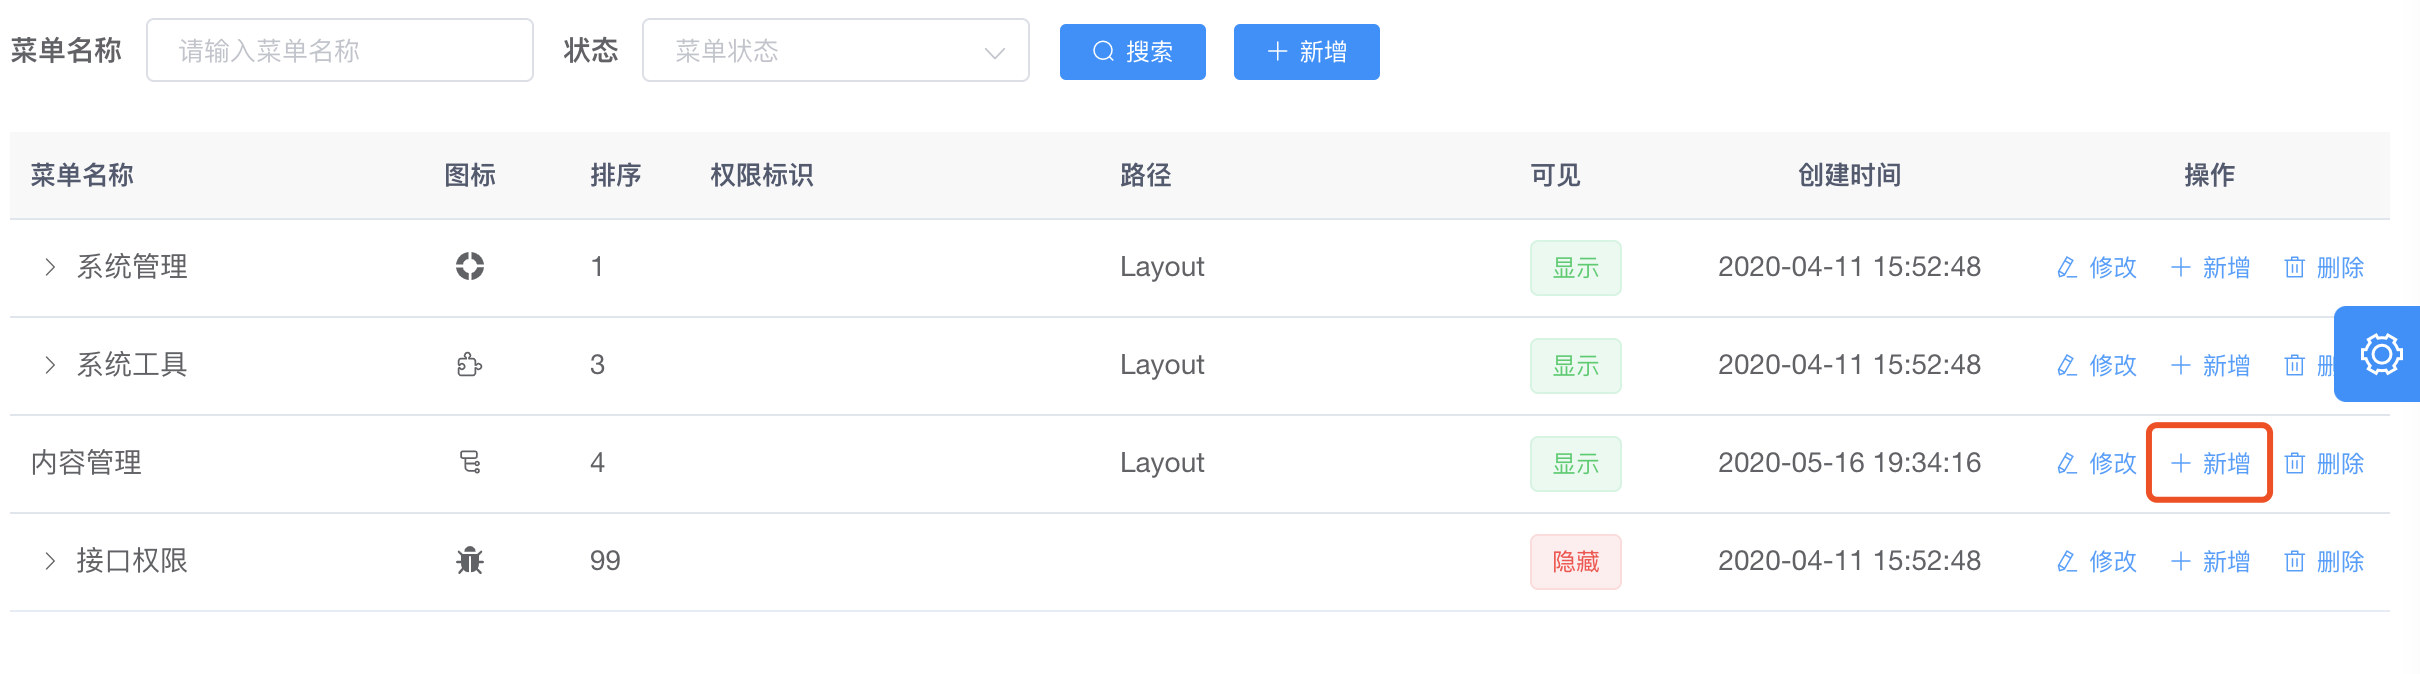 菜单名称 请输入菜单名称 状态 菜单状态 搜索 新增
菜单名称 图标 排序 权限标识 路径 可见 创建时间 操作
系统管理 1 Layout 显示 2020-04-11 15:52:48 修改 新增 删除
系统工具 3 Layout 显示 2020-04-11 15:52:48 修改 新增
内容管理 4 Layout 显示 2020-05-16 19:34:16 修改 新增 删除
接口权限 99 隐藏 2020-04-11 15:52:48 修改 新增 删除